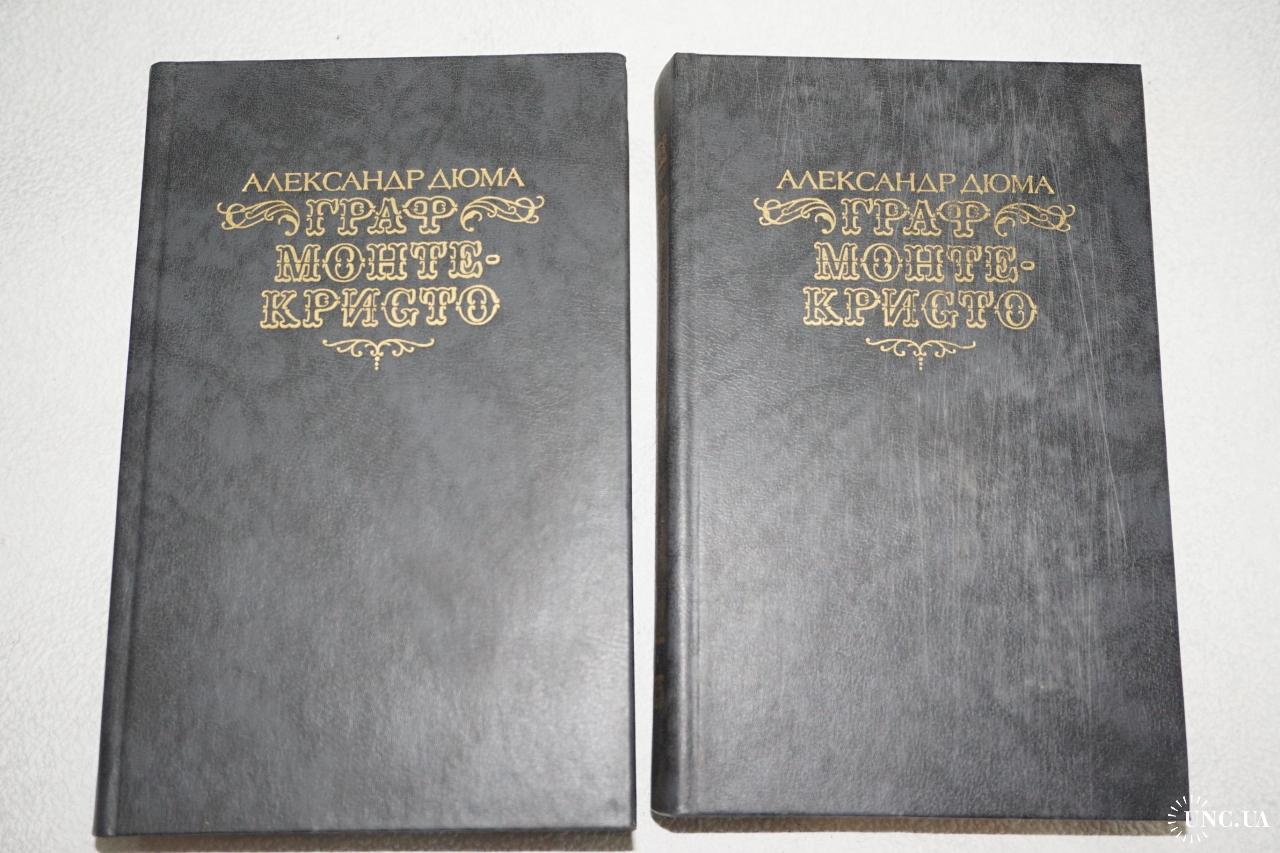 АЛЕКСАНДР ДЮМА
ГРАФ
МОНТЕ-
КРИСТО
АЛЕКСАНДР ДЮМА
ГРАФ
МОНТЕ-
КРИСТО
UNC.UA